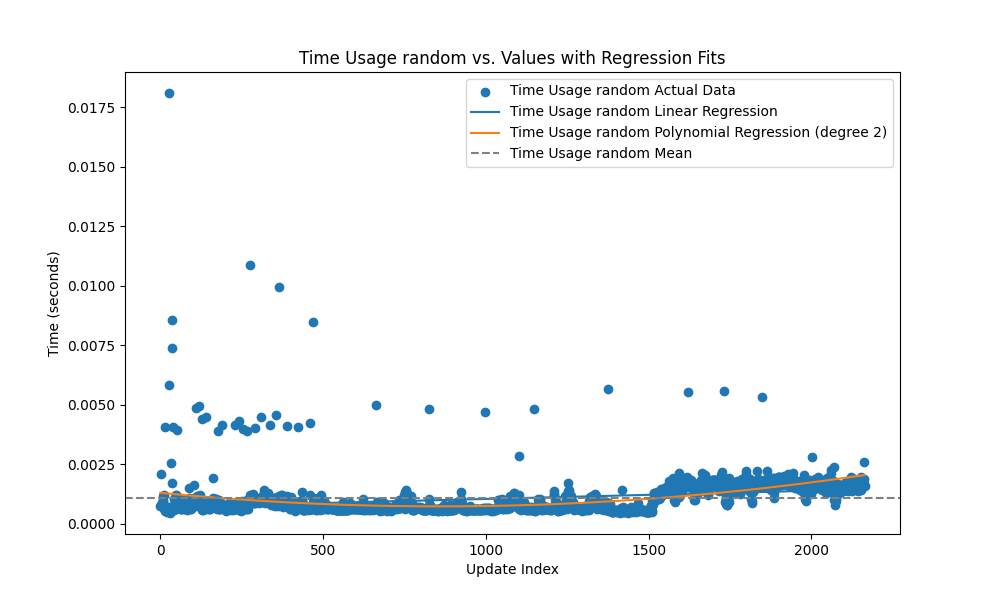 Time Usage random vs. Values with Regression Fits
Time Usage random Actual Data
Time Usage random Linear Regression
Time Usage random Polynomial Regression (degree 2)
Time Usage random Mean
Time (seconds)
0.0175
0.0150
0.0125
0.0100
0.0075
0.0050
0.0025
0.0000
0
500
1000
1500
2000
Update Index